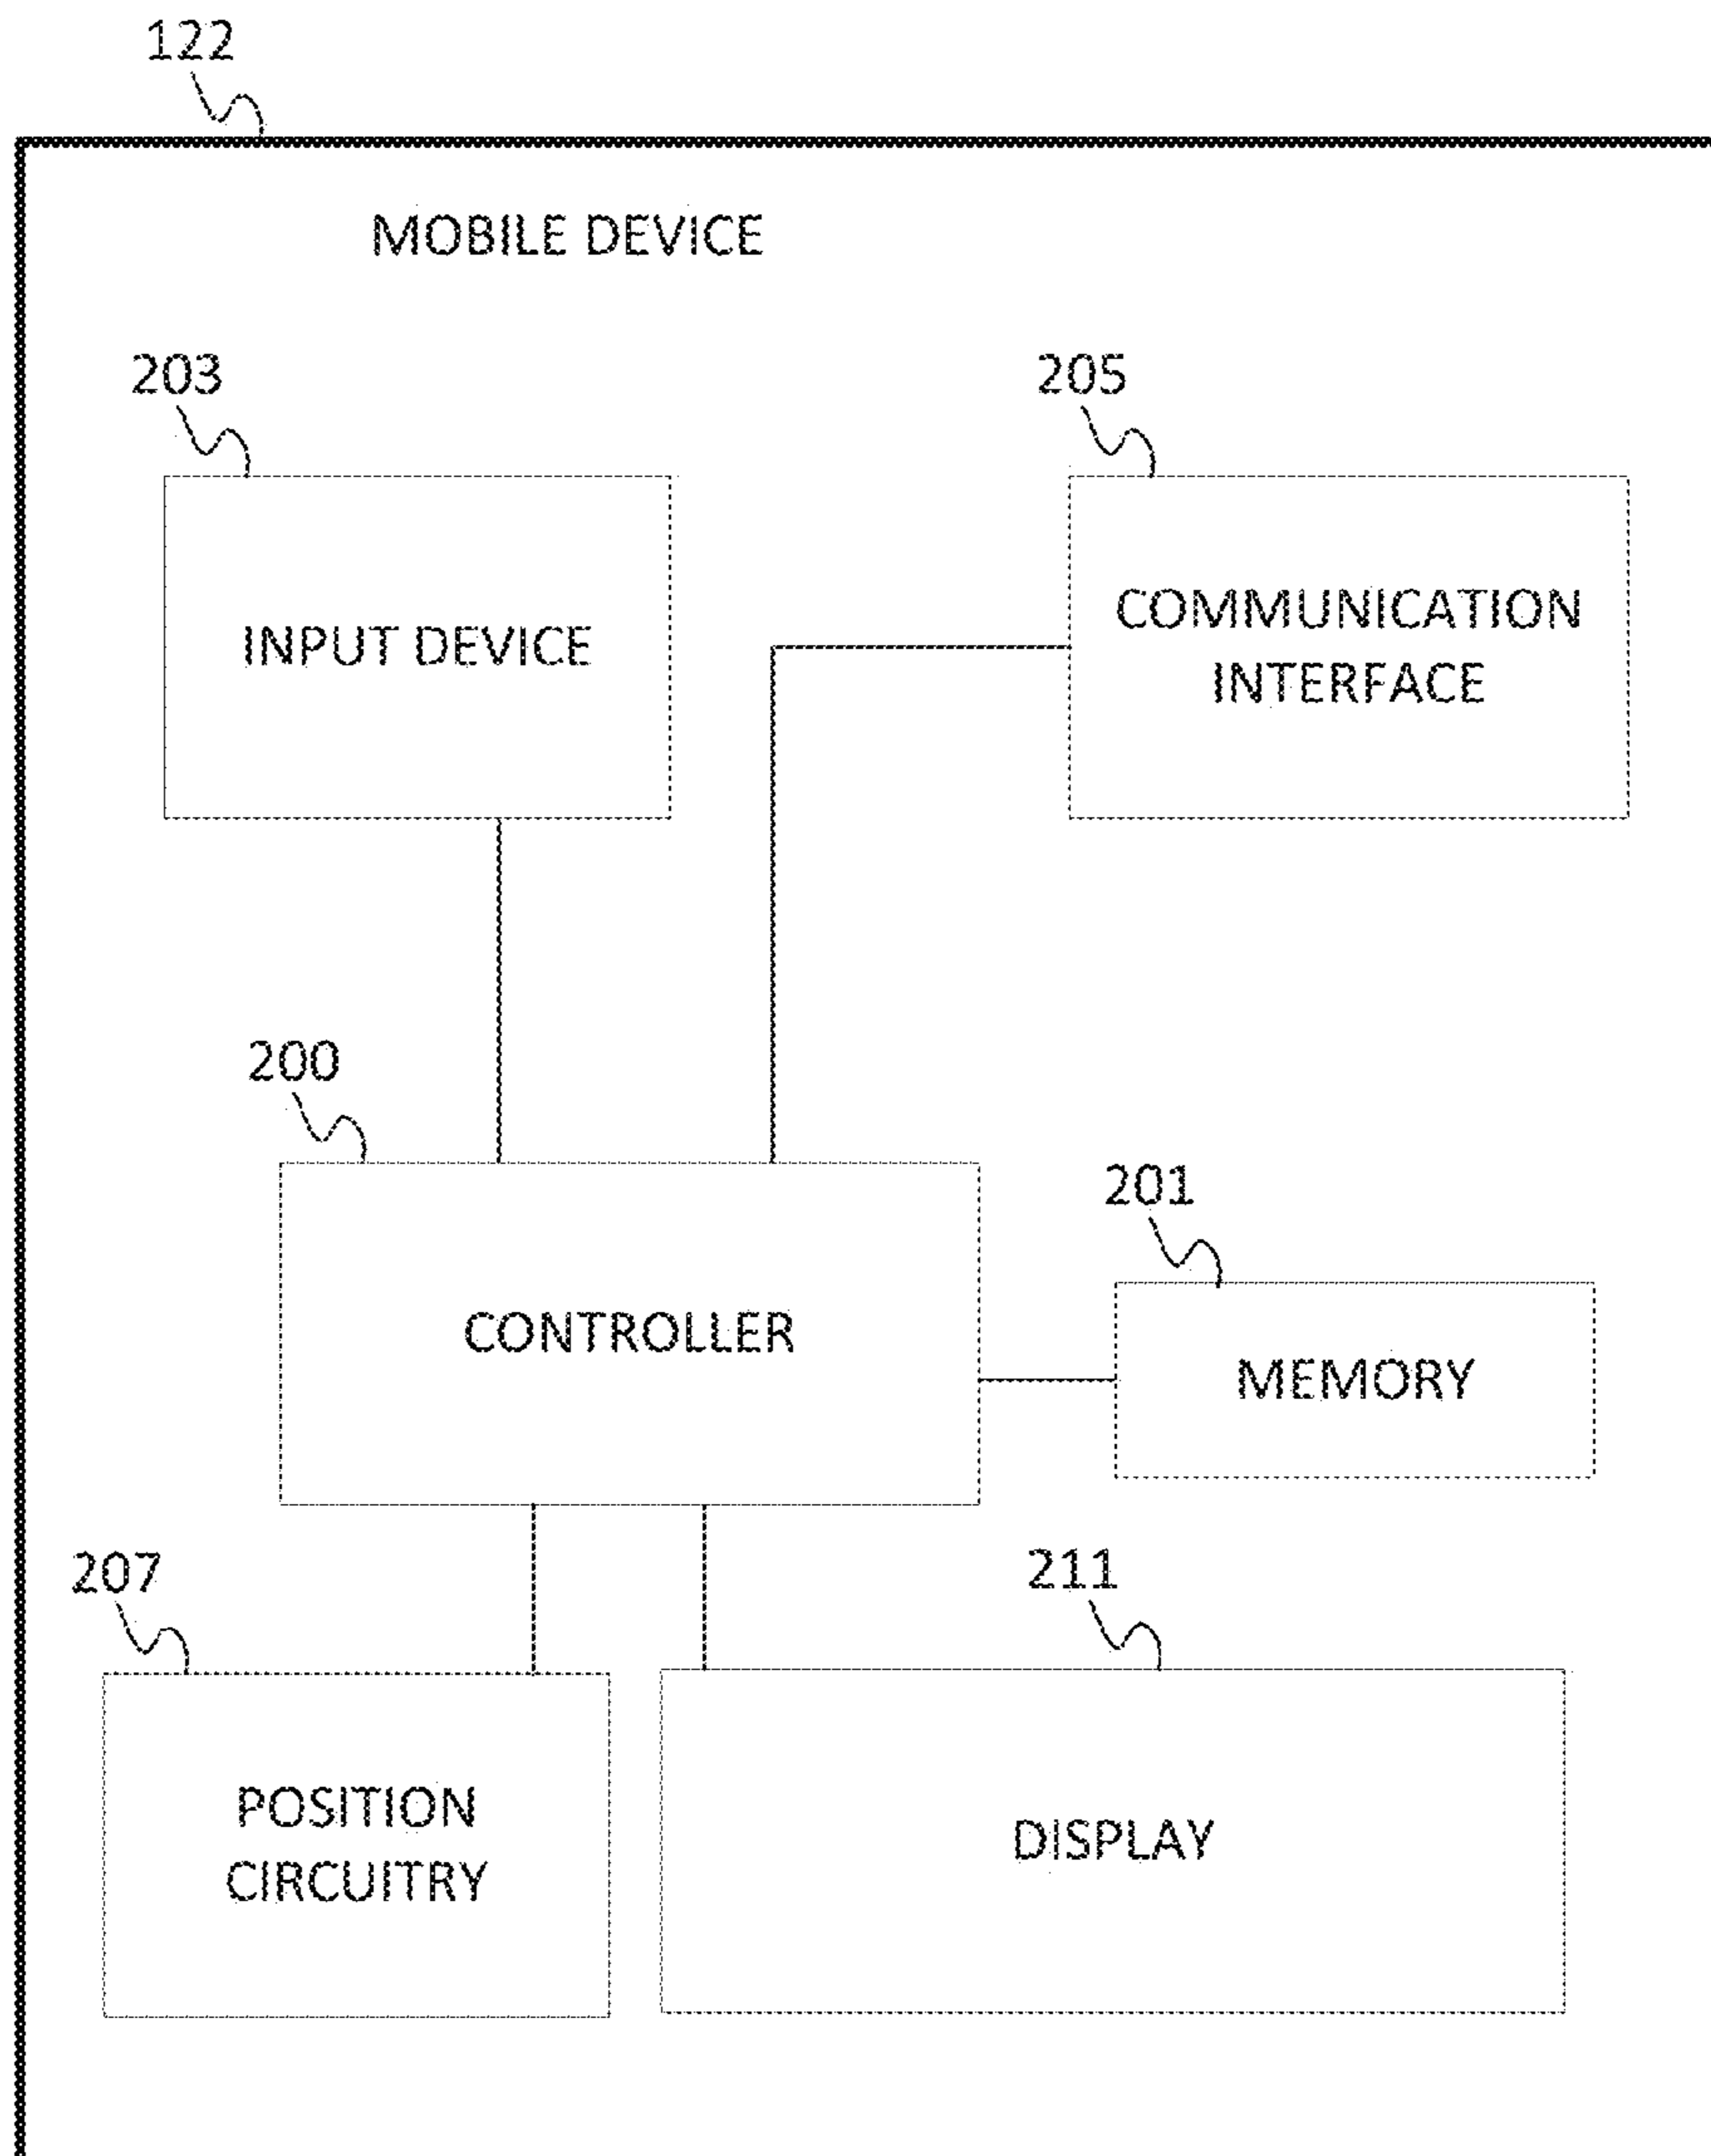 122
MOBILE DEVICE
203
205
INPUT DEVICE
COMMUNICATION
INTERFACE
200
201
CONTROLLER
MEMORY
207
211
POSITION
CIRCUITRY
DISPLAY